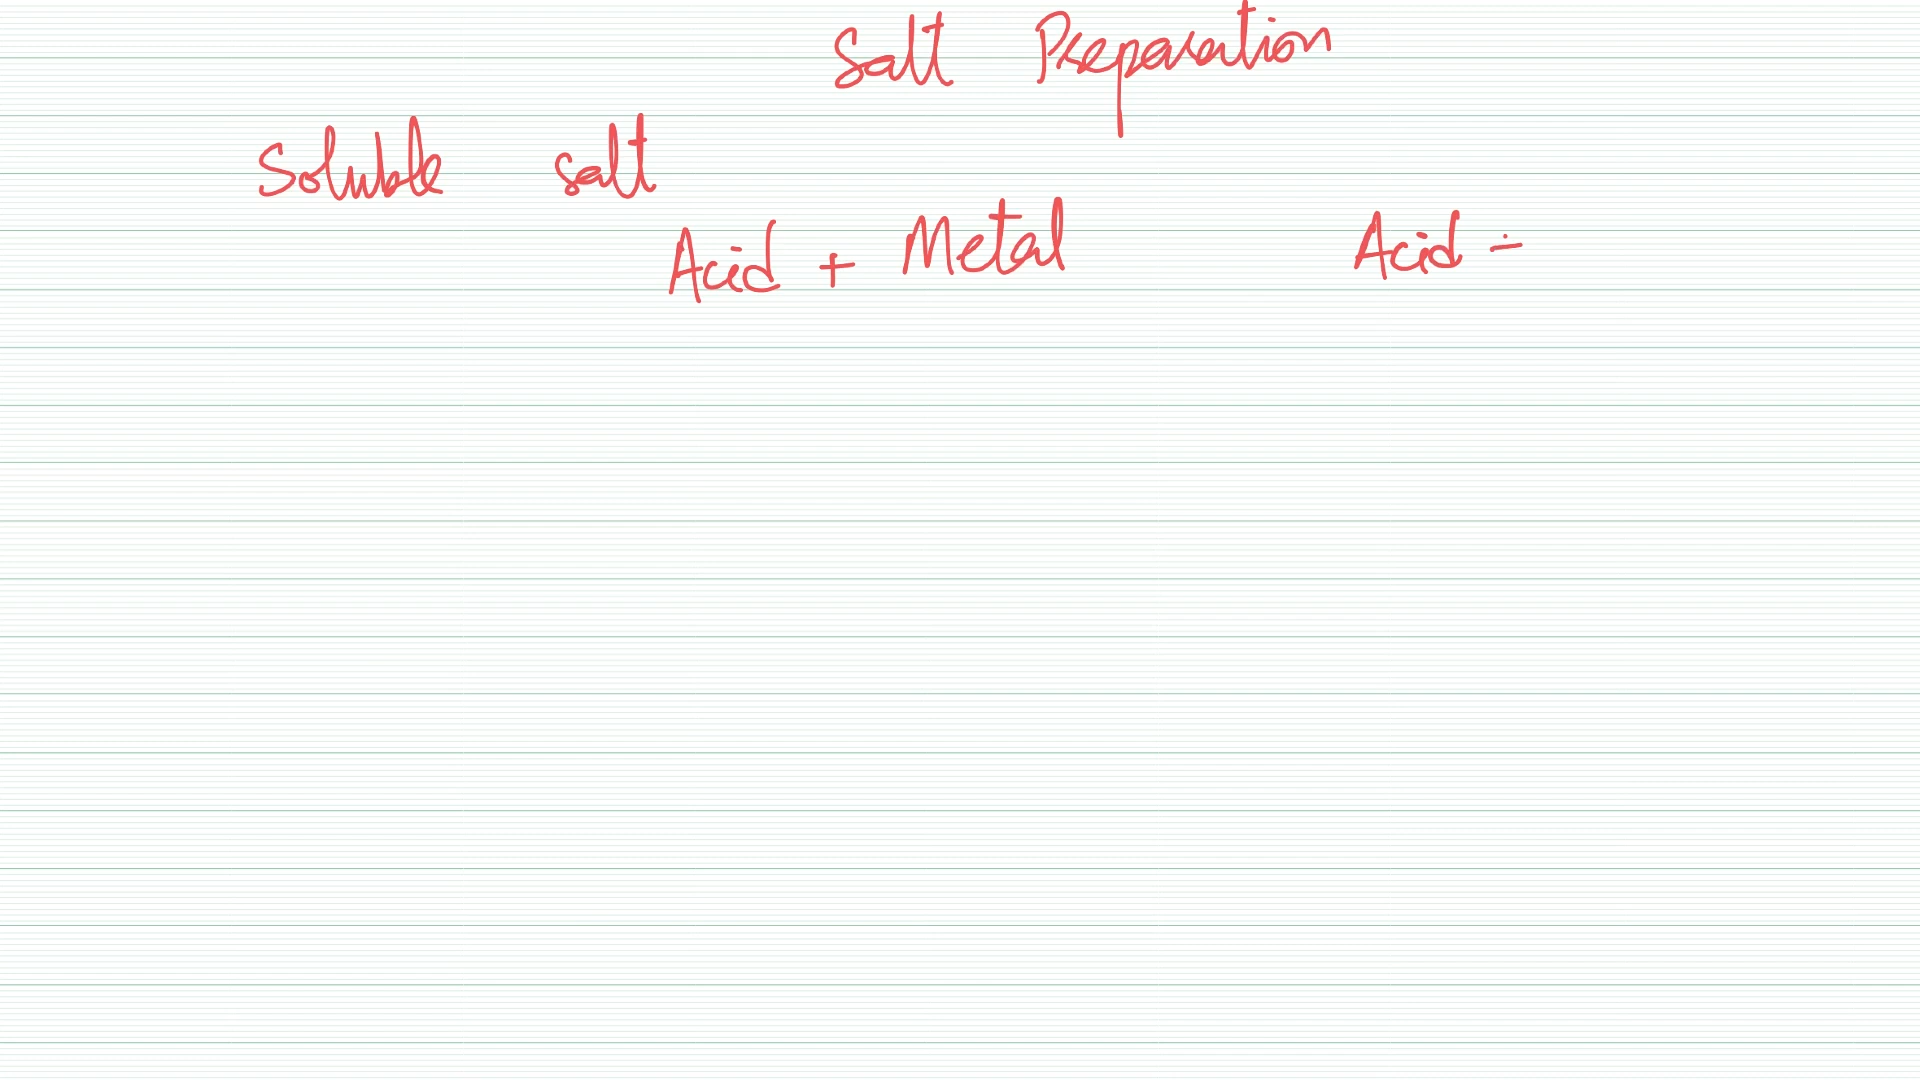 Salt Preparation
Soluble salt
Acid + Metal Acid